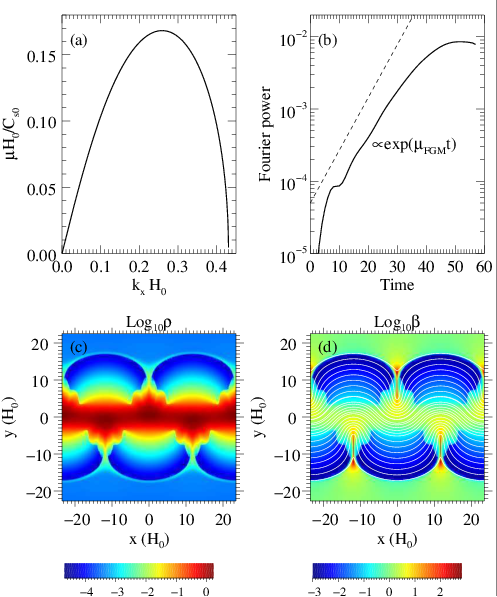 (a)
0.15
0.10
0.05
0.00
μH₀/Cₛ₀
0.0 0.1 0.2 0.3 0.4
kₓ H₀
(b)
10⁻²
10⁻³
10⁻⁴
10⁻⁵
Fourier power
∝exp(μ_FGM t)
0 10 20 30 40 50 60
Time
Log₁₀ρ
(c)
20
10
0
−10
−20
y (H₀)
−20 −10 0 10 20
x (H₀)
−4 −3 −2 −1 0
Log₁₀β
(d)
20
10
0
−10
−20
y (H₀)
−20 −10 0 10 20
x (H₀)
−3 −2 −1 0 1 2